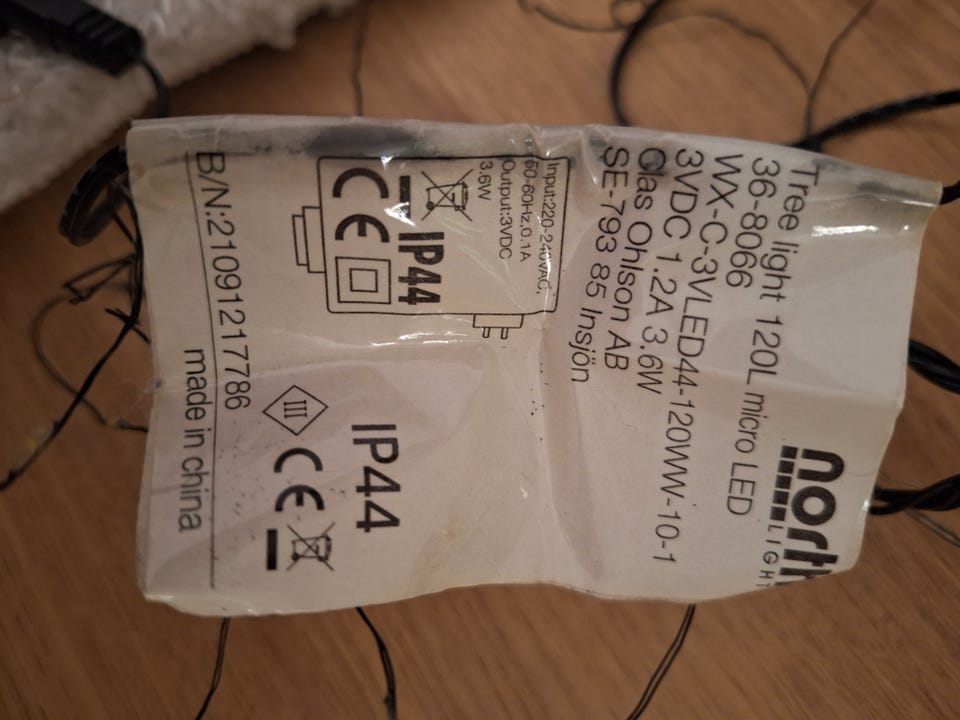 north
LIGHT
Tree light 120L micro LED
36-8066
WX-C-3VLED44-120WW-10-1
3VDC 1.2A 3.6W
Clas Ohlson AB
SE-793 85 Insjön
Input:220-240VAC,
50-60Hz,0.1A
Output:3VDC
3.6W
IP44
CE
IP44
III
CE
B/N:2109121217786
made in china